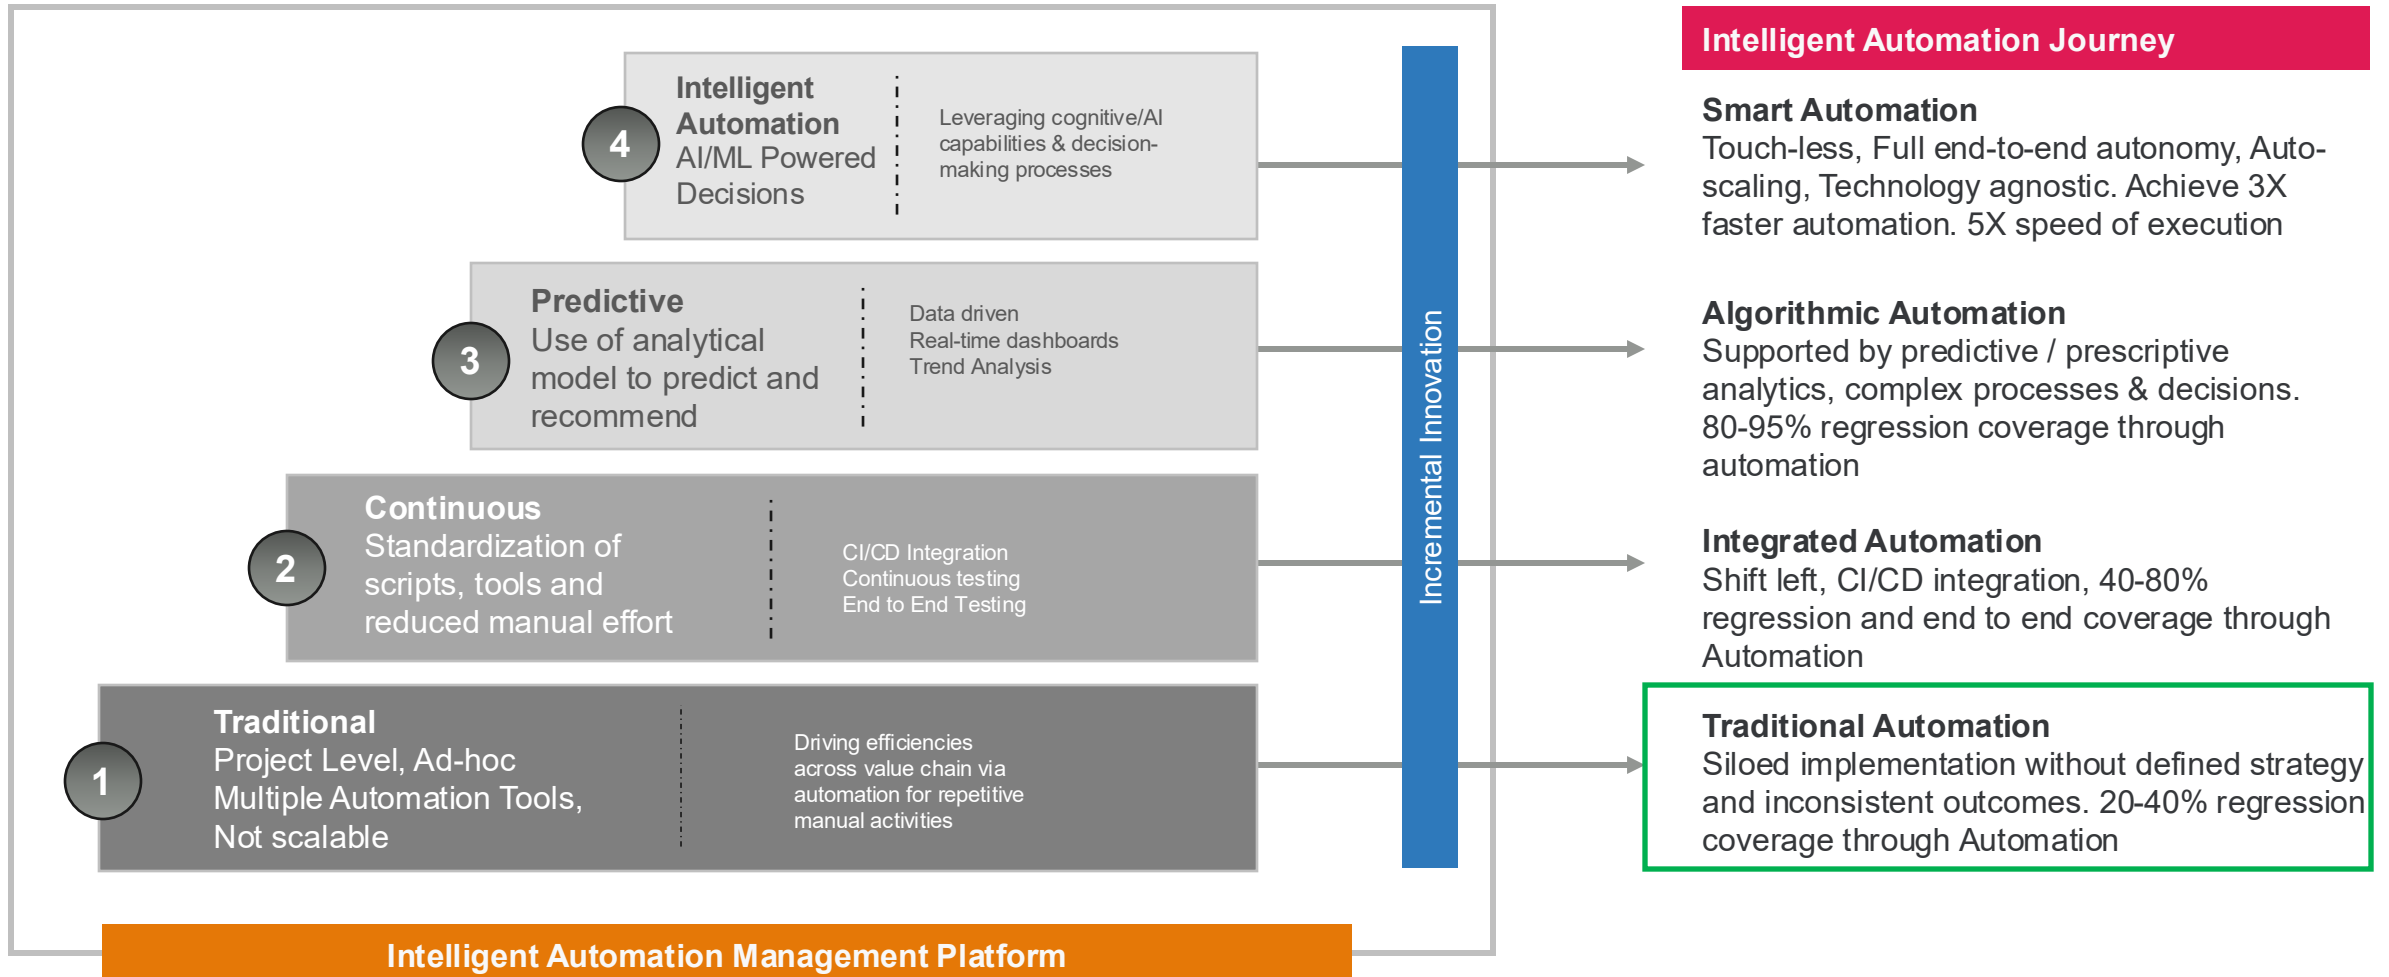 Intelligent Automation Journey
4
Intelligent
Automation
AI/ML Powered
Decisions
Leveraging cognitive/AI
capabilities & decision-
making processes
Smart Automation
Touch-less, Full end-to-end autonomy, Auto-
scaling, Technology agnostic. Achieve 3X
faster automation. 5X speed of execution
3
Predictive
Use of analytical
model to predict and
recommend
Data driven
Real-time dashboards
Trend Analysis
Algorithmic Automation
Supported by predictive / prescriptive
analytics, complex processes & decisions.
80-95% regression coverage through
automation
2
Continuous
Standardization of
scripts, tools and
reduced manual effort
CI/CD Integration
Continuous testing
End to End Testing
Integrated Automation
Shift left, CI/CD integration, 40-80%
regression and end to end coverage through
Automation
1
Traditional
Project Level, Ad-hoc
Multiple Automation Tools,
Not scalable
Driving efficiencies
across value chain via
automation for repetitive
manual activities
Traditional Automation
Siloed implementation without defined strategy
and inconsistent outcomes. 20-40% regression
coverage through Automation
Incremental Innovation
Intelligent Automation Management Platform